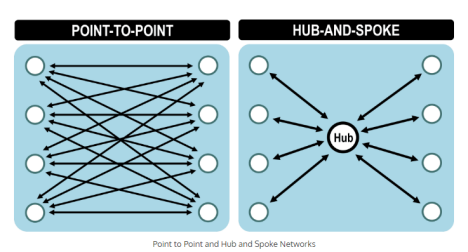 POINT-TO-POINT
HUB-AND-SPOKE
Hub
Point to Point and Hub and Spoke Networks